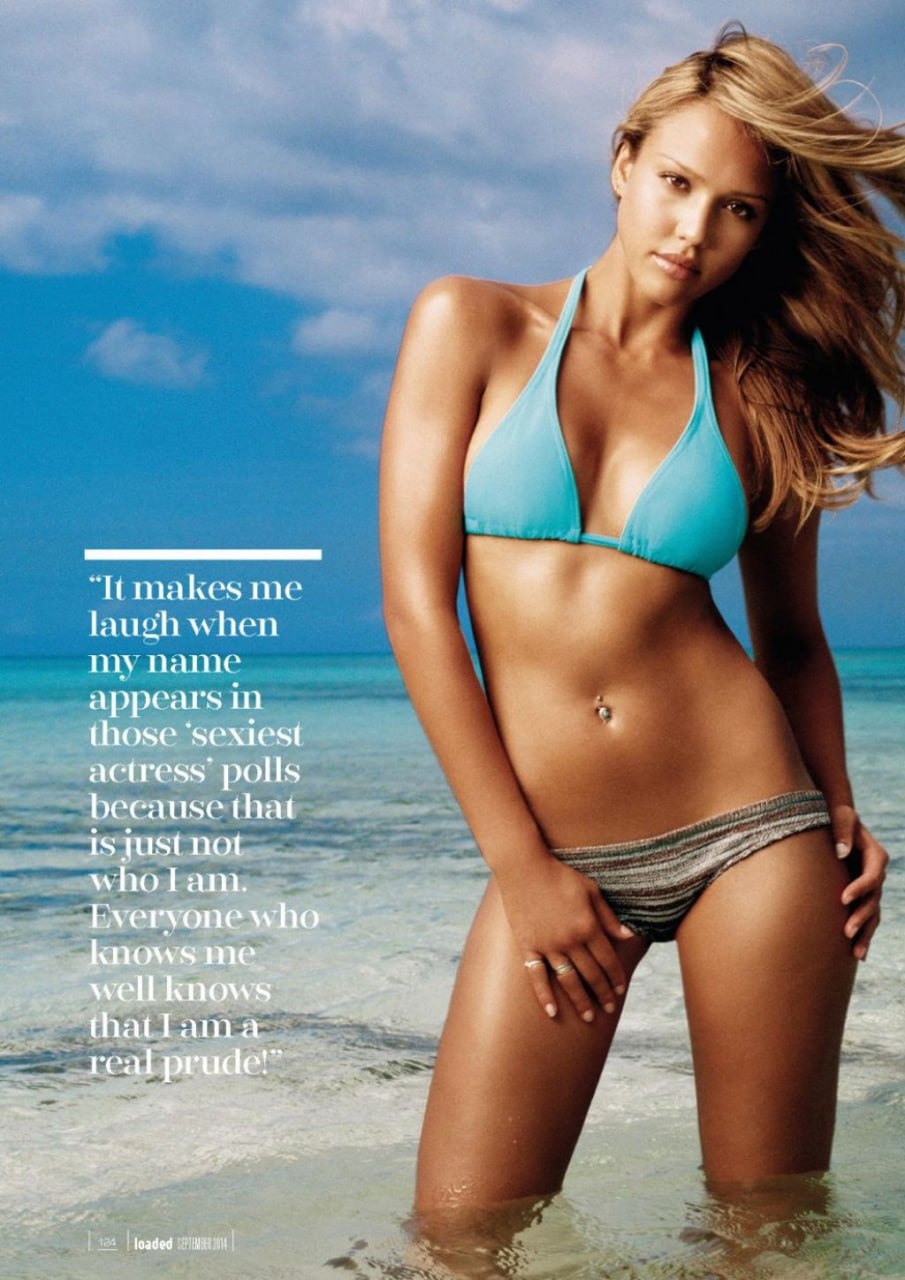 “It makes me
laugh when
my name
appears in
those ‘sexiest
actress’ polls
because that
is just not
who I am.
Everyone who
knows me
well knows
that I am a
real prude!”
124 loaded SEPTEMBER 2014